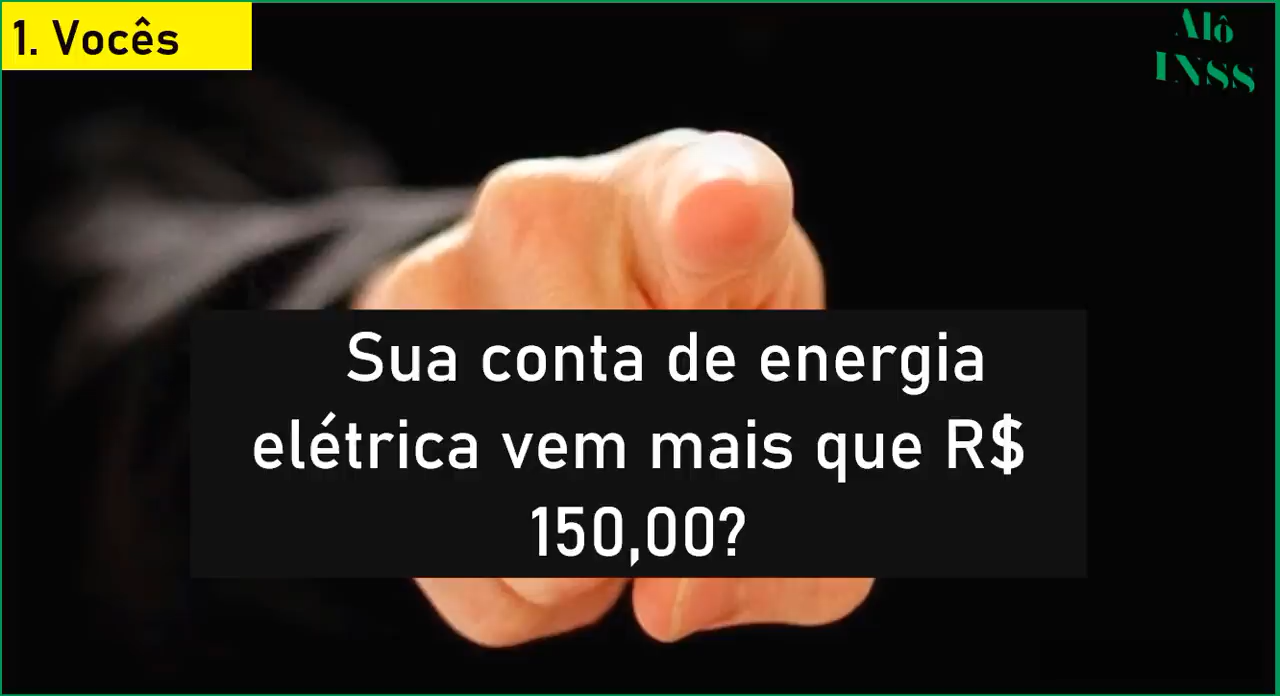 1. Vocês
Alô
INSS
Sua conta de energia
elétrica vem mais que R$
150,00?